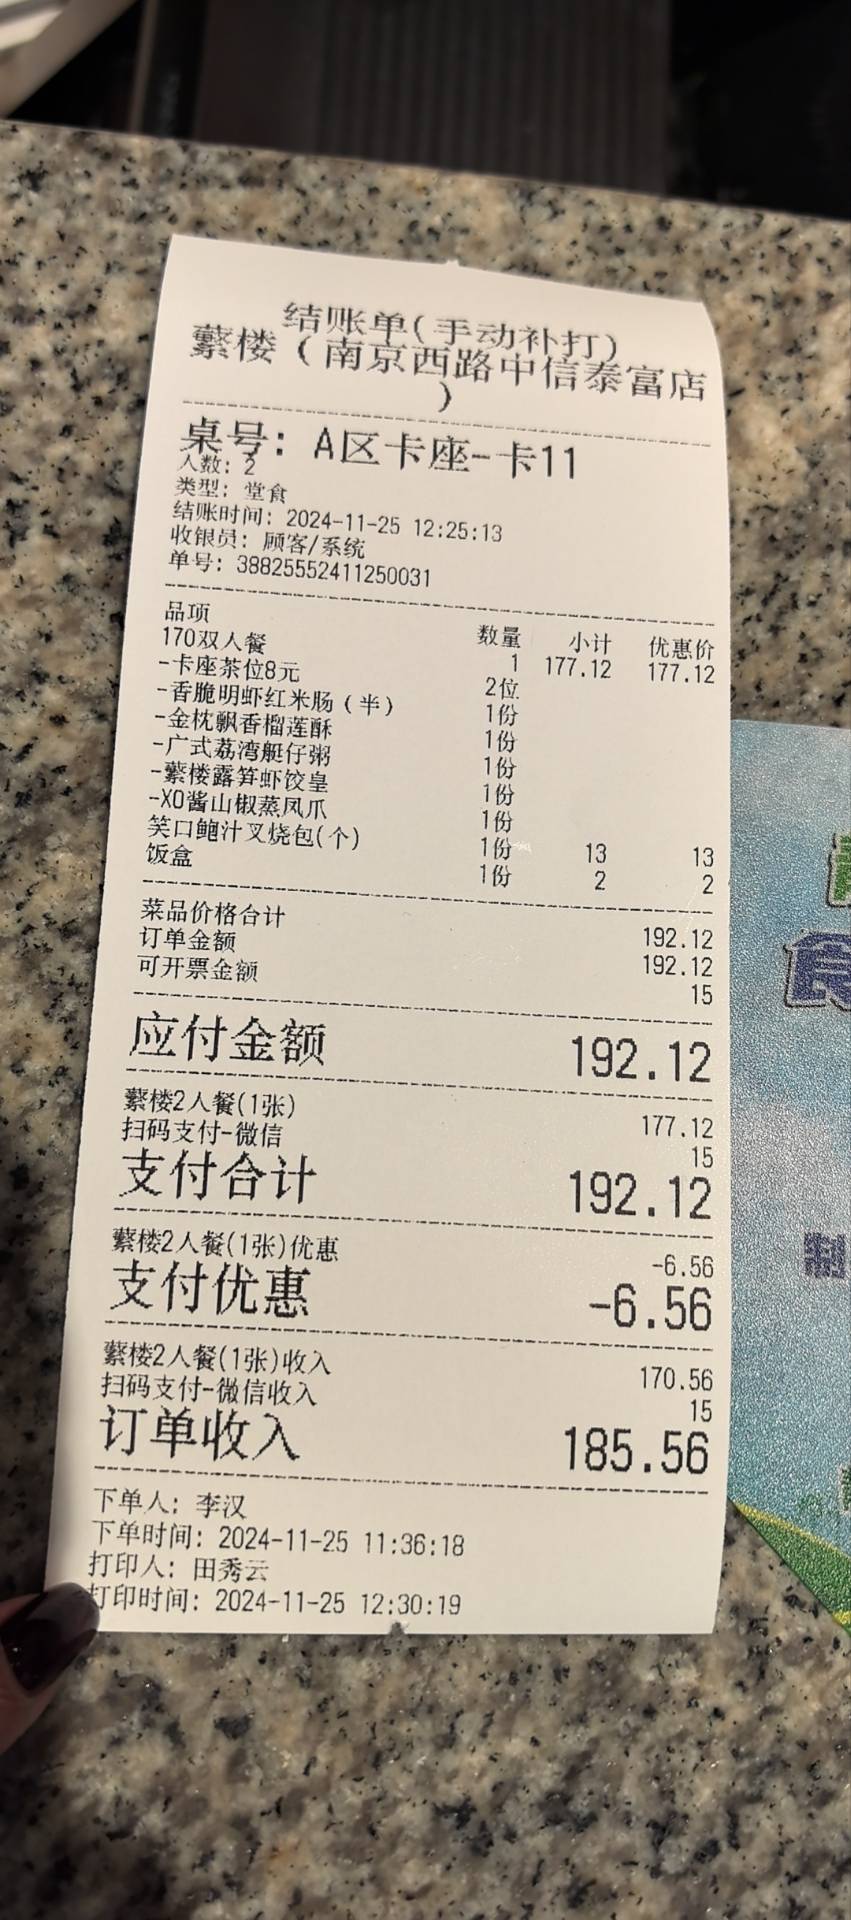 结账单(手动补打)
蘩楼（南京西路中信泰富店
）
桌号: A区卡座-卡11
人数: 2
类型: 堂食
结账时间: 2024-11-25 12:25:13
收银员: 顾客/系统
单号: 38825552411250031
品项 数量 小计 优惠价
170双人餐 1 177.12 177.12
-卡座茶位8元 2位
-香脆明虾红米肠（半） 1份
-金枕飘香榴莲酥 1份
-广式荔湾艇仔粥 1份
-蘩楼露笋虾饺皇 1份
-XO酱山椒蒸凤爪 1份
笑口鲍汁叉烧包(个) 1份 13 13
饭盒 1份 2 2
菜品价格合计 192.12
订单金额 192.12
可开票金额 15
应付金额 192.12
蘩楼2人餐(1张) 177.12
扫码支付-微信 15
支付合计 192.12
蘩楼2人餐(1张)优惠 -6.56
支付优惠 -6.56
蘩楼2人餐(1张)收入 170.56
扫码支付-微信收入 15
订单收入 185.56
下单人: 李汉
下单时间: 2024-11-25 11:36:18
打印人: 田秀云
打印时间: 2024-11-25 12:30:19
食
制